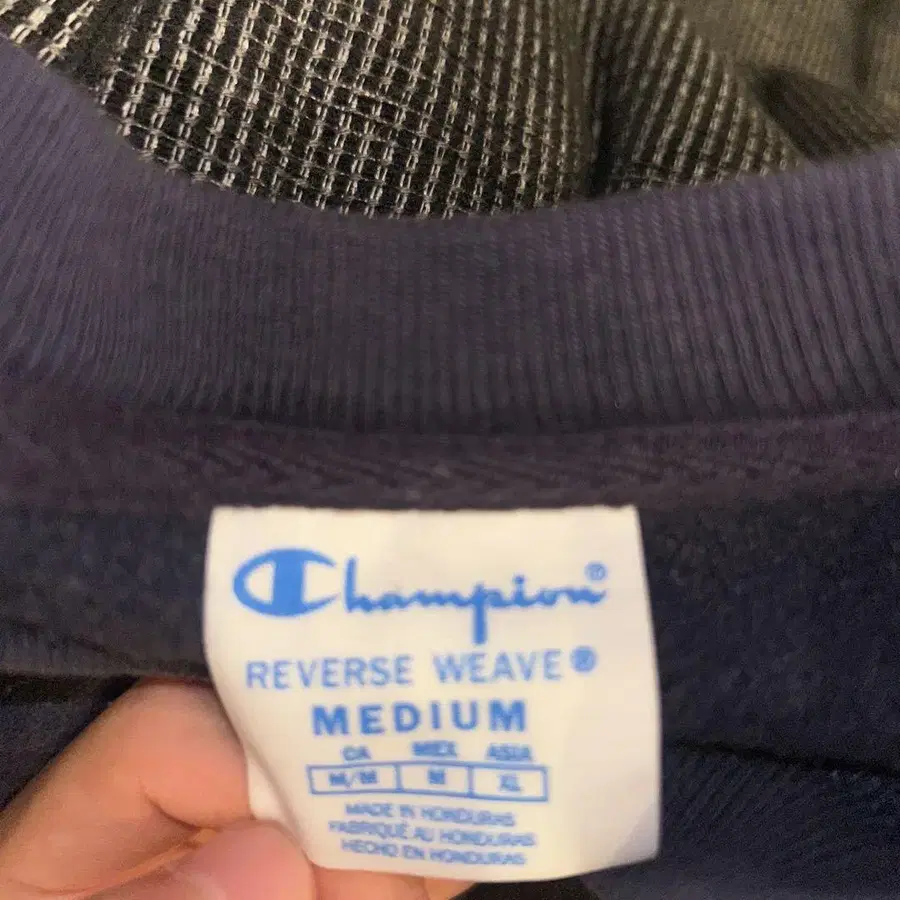 Champion®
REVERSE WEAVE®
MEDIUM
CA MEX ASIA
M/M M XL
MADE IN HONDURAS
FABRIQUÉ AU HONDURAS
HECHO EN HONDURAS